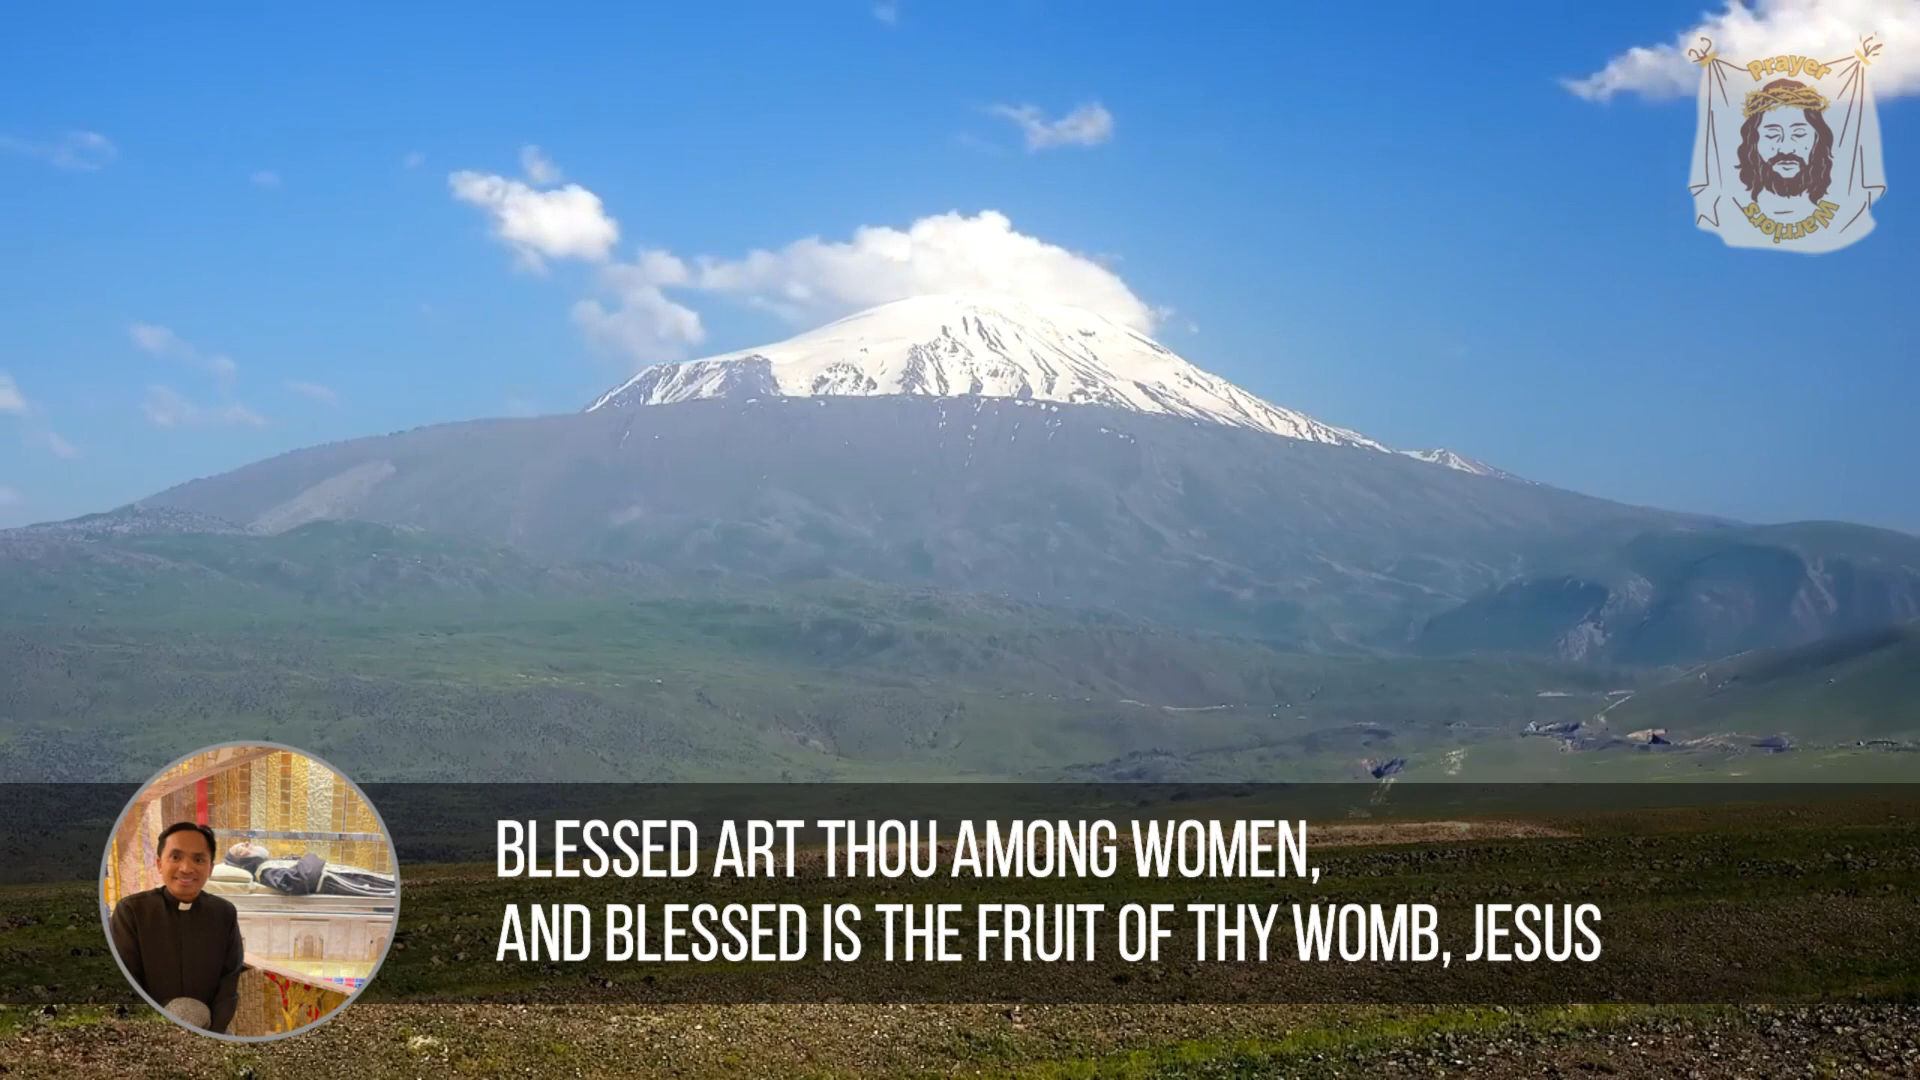 Prayer
Warriors
BLESSED ART THOU AMONG WOMEN,
AND BLESSED IS THE FRUIT OF THY WOMB, JESUS